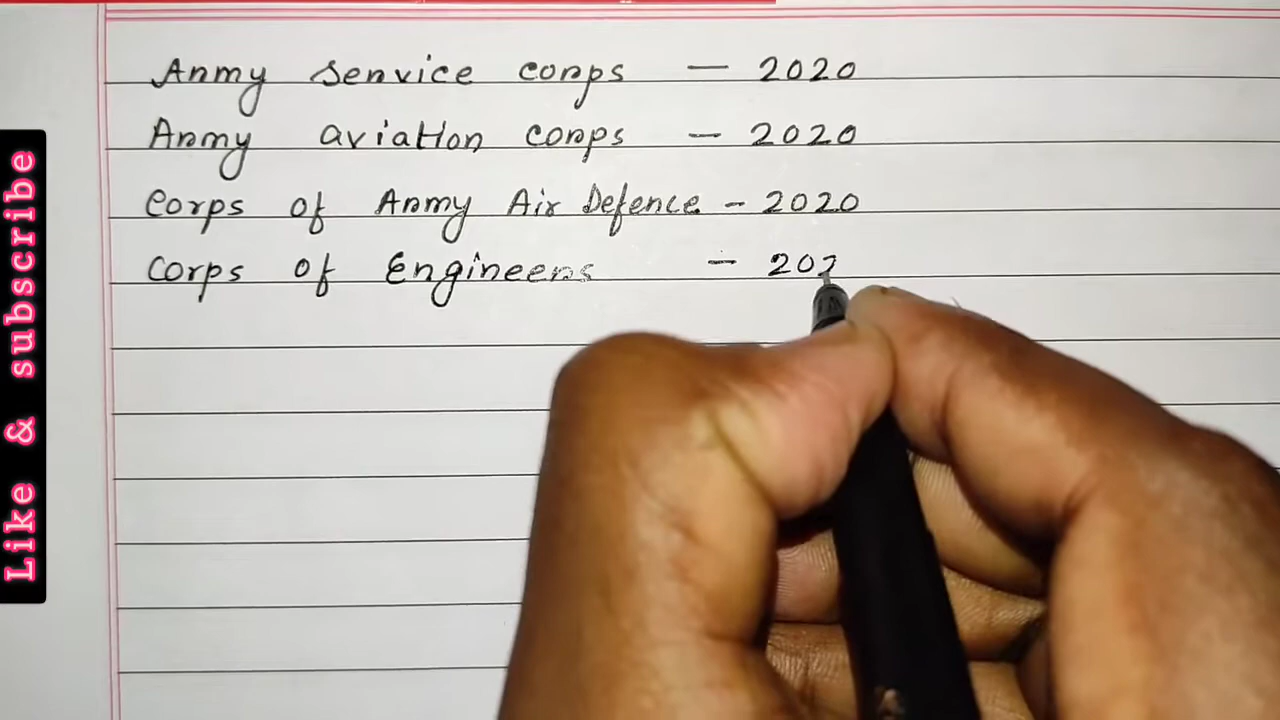 Army service corps — 2020
Army aviation corps — 2020
Corps of Army Air Defence - 2020
Corps of Engineers - 202
Like & subscribe